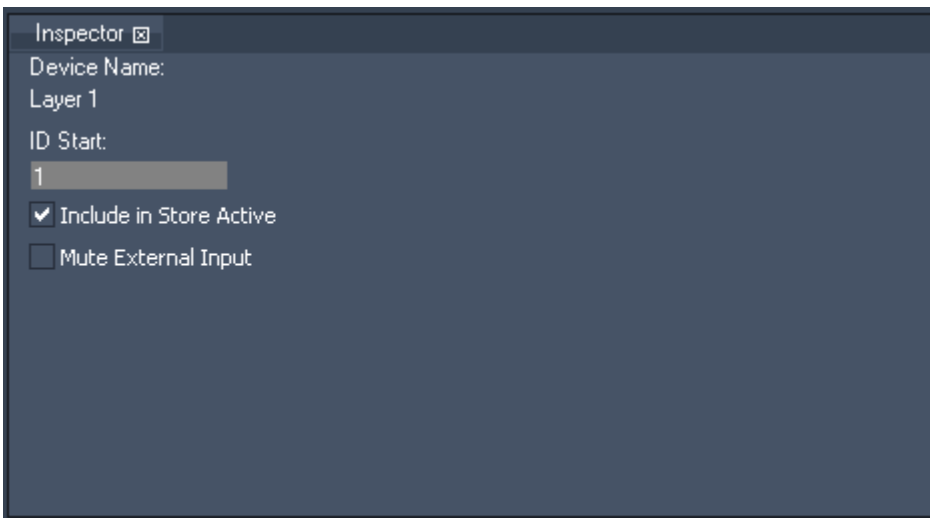 Inspector
Device Name:
Layer 1
ID Start:
1
Include in Store Active
Mute External Input